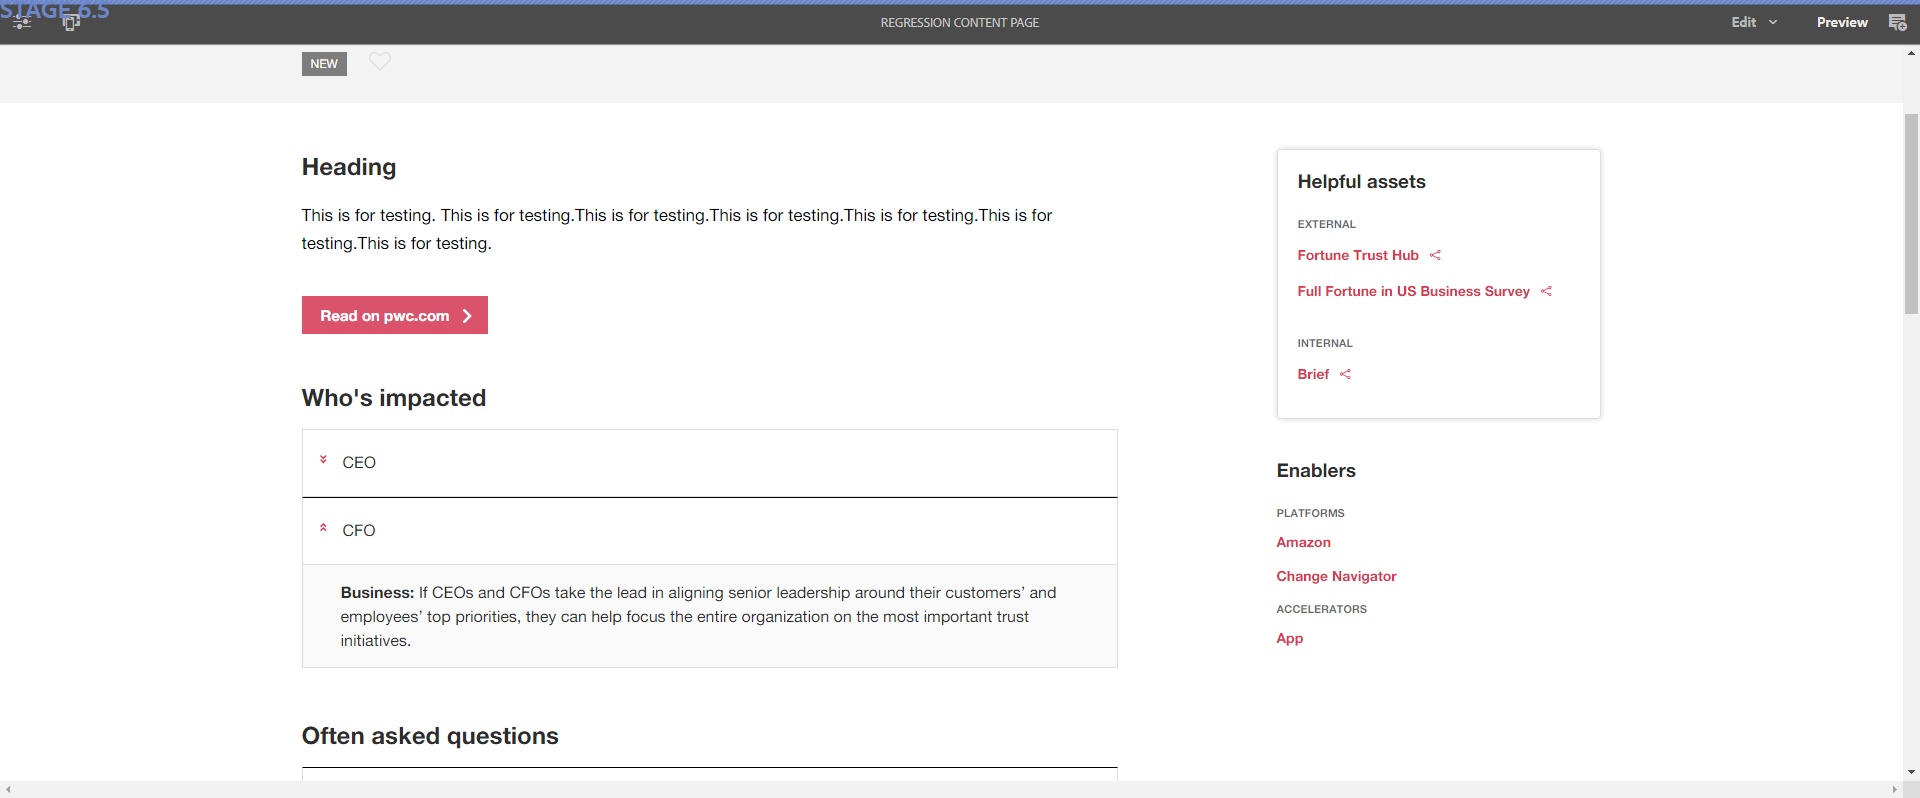 STAGE 6.5
REGRESSION CONTENT PAGE
Edit
Preview
NEW
Heading
This is for testing. This is for testing.This is for testing.This is for testing.This is for testing.This is for
testing.This is for testing.
Read on pwc.com
Who's impacted
CEO
CFO
Business: If CEOs and CFOs take the lead in aligning senior leadership around their customers’ and
employees’ top priorities, they can help focus the entire organization on the most important trust
initiatives.
Often asked questions
Helpful assets
EXTERNAL
Fortune Trust Hub
Full Fortune in US Business Survey
INTERNAL
Brief
Enablers
PLATFORMS
Amazon
Change Navigator
ACCELERATORS
App